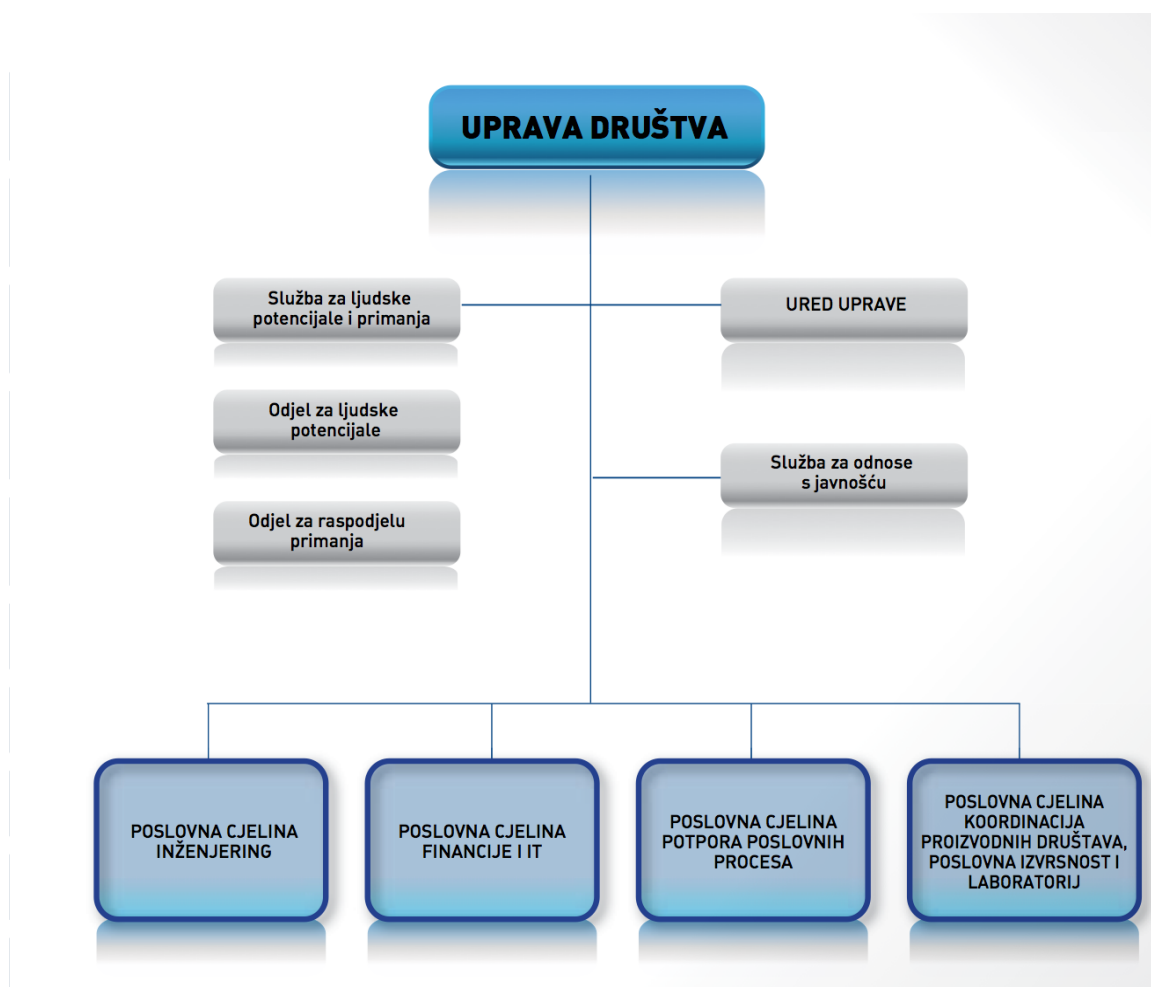 UPRAVA DRUŠTVA
Služba za ljudske
potencijale i primanja
URED UPRAVE
Odjel za ljudske
potencijale
Služba za odnose
s javnošću
Odjel za raspodjelu
primanja
POSLOVNA CJELINA
INŽENJERING
POSLOVNA CJELINA
FINANCIJE I IT
POSLOVNA CJELINA
POTPORA POSLOVNIH
PROCESA
POSLOVNA CJELINA
KOORDINACIJA
PROIZVODNIH DRUŠTAVA,
POSLOVNA IZVRSNOST I
LABORATORIJ